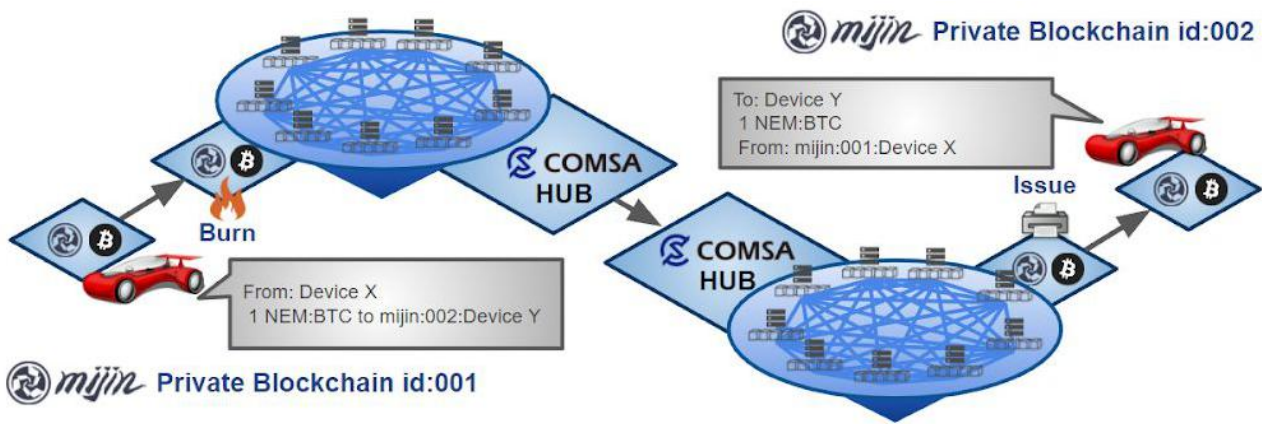 mijin Private Blockchain id:002
To: Device Y
1 NEM:BTC
From: mijin:001:Device X
COMSA
HUB
Issue
Burn
COMSA
HUB
From: Device X
1 NEM:BTC to mijin:002:Device Y
mijin Private Blockchain id:001